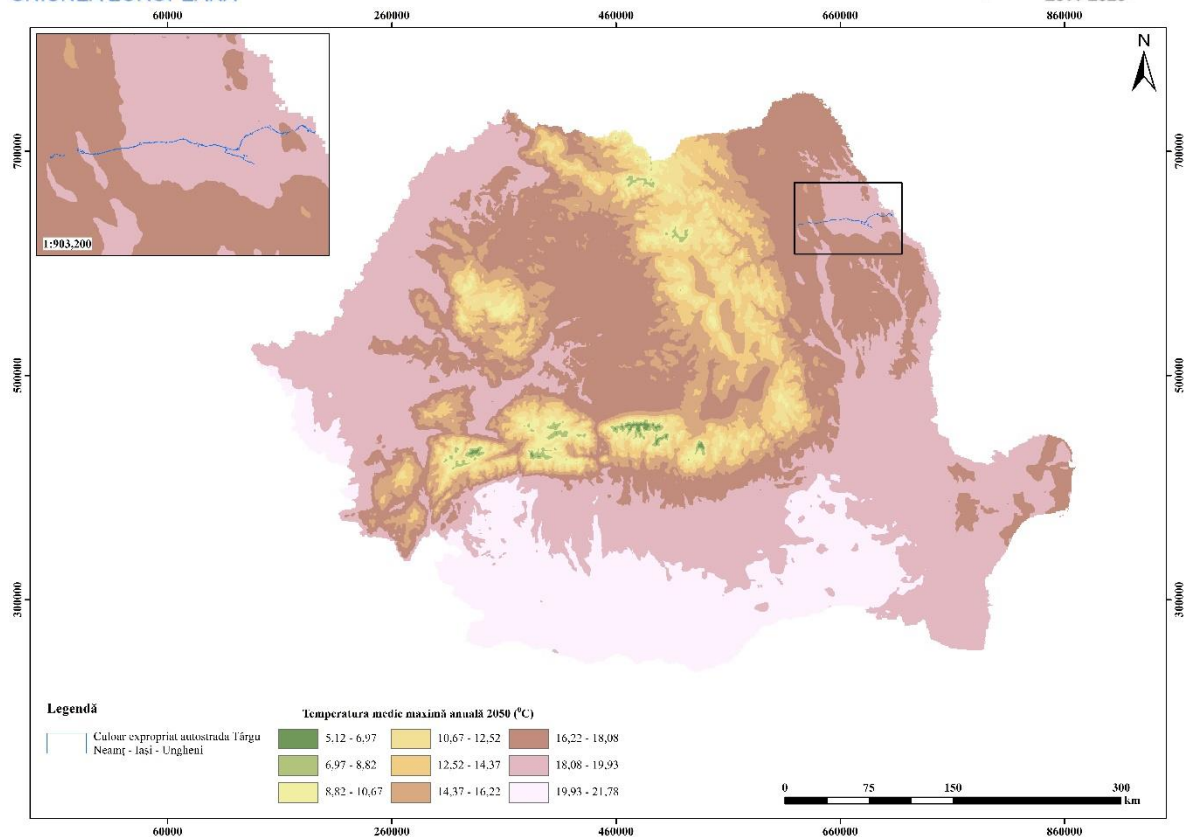 60000 260000 460000 660000 860000
N
700000 700000
1:903,200
500000 500000
300000 300000
Legendă
Culoar expropriat autostrada Târgu
Neamț - Iași - Ungheni
Temperatura medie maximă anuală 2050 (⁰C)
5,12 - 6,97 10,67 - 12,52 16,22 - 18,08
6,97 - 8,82 12,52 - 14,37 18,08 - 19,93
8,82 - 10,67 14,37 - 16,22 19,93 - 21,78
0 75 150 300
km
60000 260000 460000 660000 860000